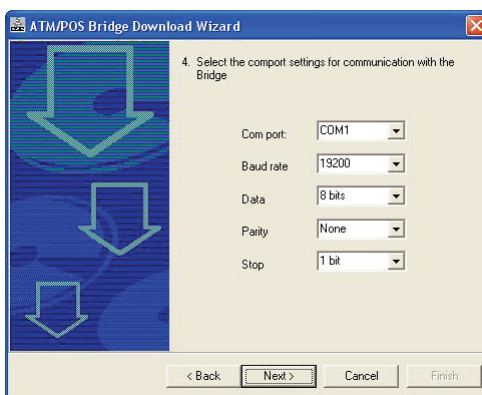 ATM/POS Bridge Download Wizard
4. Select the comport settings for communication with the
Bridge
Com port: COM1
Baud rate 19200
Data 8 bits
Parity None
Stop 1 bit
< Back Next > Cancel Finish